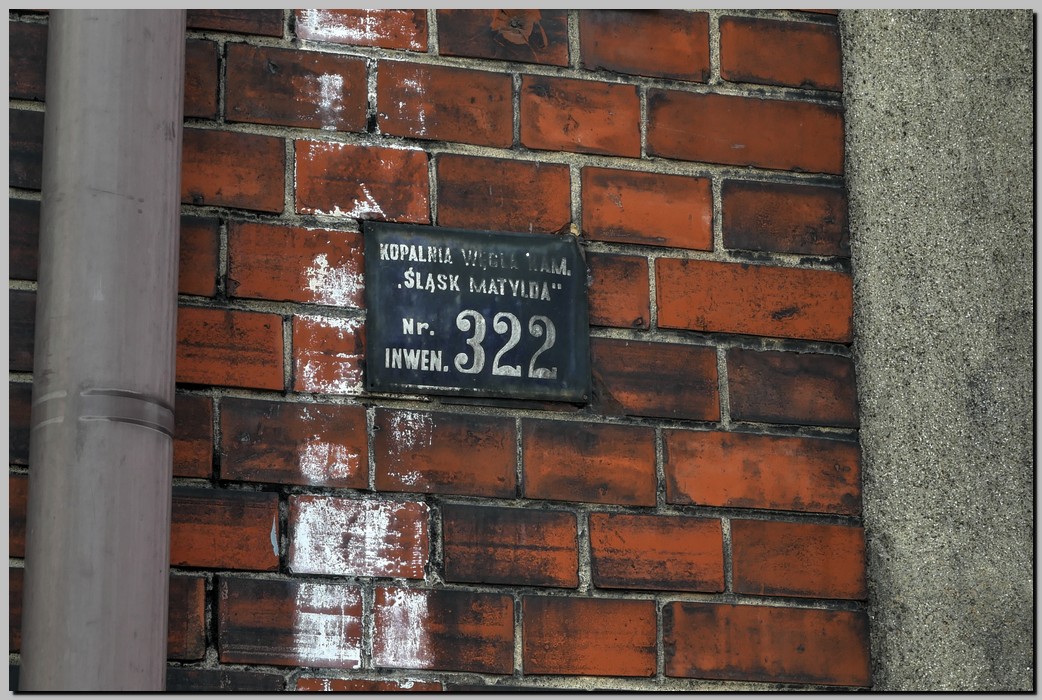 KOPALNIA WĘGLA KAM.
„ŚLĄSK MATYLDA”
Nr. 322
INWEN.